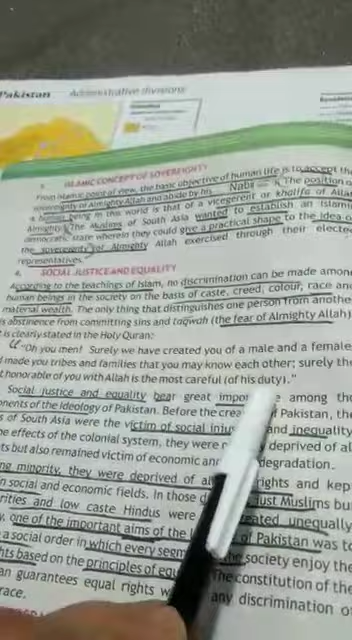 Pakistan Administrative divisions
ISLAMIC CONCEPT OF SOVEREIGNTY
From Islamic point of view, the basic objective of human life is to accept the
sovereignty of Almighty Allah and abide by his Nabi The position of
a human being in this world is that of a vicegerent or khalifa of Allah
Almighty. The Muslims of South Asia wanted to establish an Islamic
democratic state wherein they could give a practical shape to the idea of
the sovereignty of Almighty Allah exercised through their elected
representatives.
SOCIAL JUSTICE AND EQUALITY
According to the teachings of Islam, no discrimination can be made among
human beings in the society on the basis of caste, creed, colour, race and
material wealth. The only thing that distinguishes one person from another
is abstinence from committing sins and taqwah (the fear of Almighty Allah)
t is clearly stated in the Holy Quran:
"Oh you men! Surely we have created you of a male and a female
d made you tribes and families that you may know each other; surely the
t honorable of you with Allah is the most careful (of his duty)."
Social justice and equality bear great among the
onents of the ideology of Pakistan. Before the Pakistan, the
s of South Asia were the victim of social and inequality
e effects of the colonial system, they were deprived of all
ts but also remained victim of economic degradation.
ng minority, they were deprived of rights and kep
n social and economic fields. In those just Muslims bu
rities and low caste Hindus were unequally
y, one of the important aims of the of Pakistan was to
a social order in which every society enjoy the
hts based on the principles of The constitution of the
an guarantees equal rights any discrimination o
race.